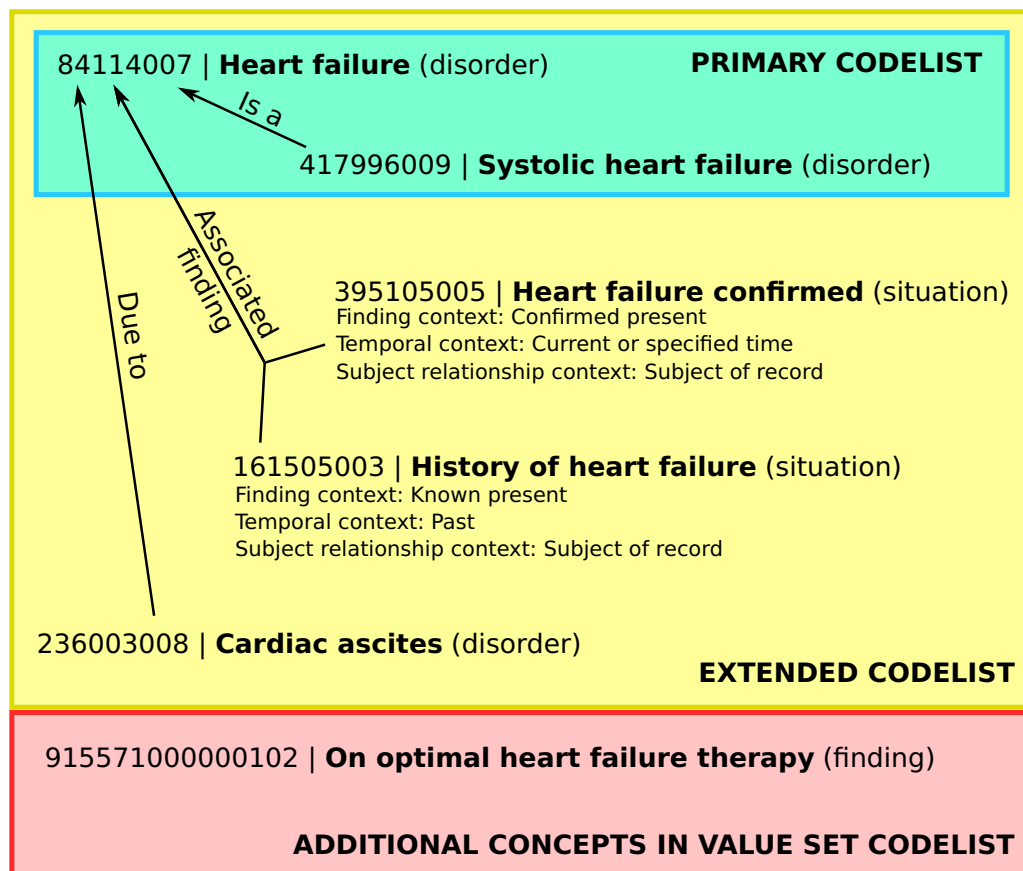 84114007 | Heart failure (disorder)
PRIMARY CODELIST
Is a
417996009 | Systolic heart failure (disorder)
Associated
finding
Due to
395105005 | Heart failure confirmed (situation)
Finding context: Confirmed present
Temporal context: Current or specified time
Subject relationship context: Subject of record
161505003 | History of heart failure (situation)
Finding context: Known present
Temporal context: Past
Subject relationship context: Subject of record
236003008 | Cardiac ascites (disorder)
EXTENDED CODELIST
915571000000102 | On optimal heart failure therapy (finding)
ADDITIONAL CONCEPTS IN VALUE SET CODELIST